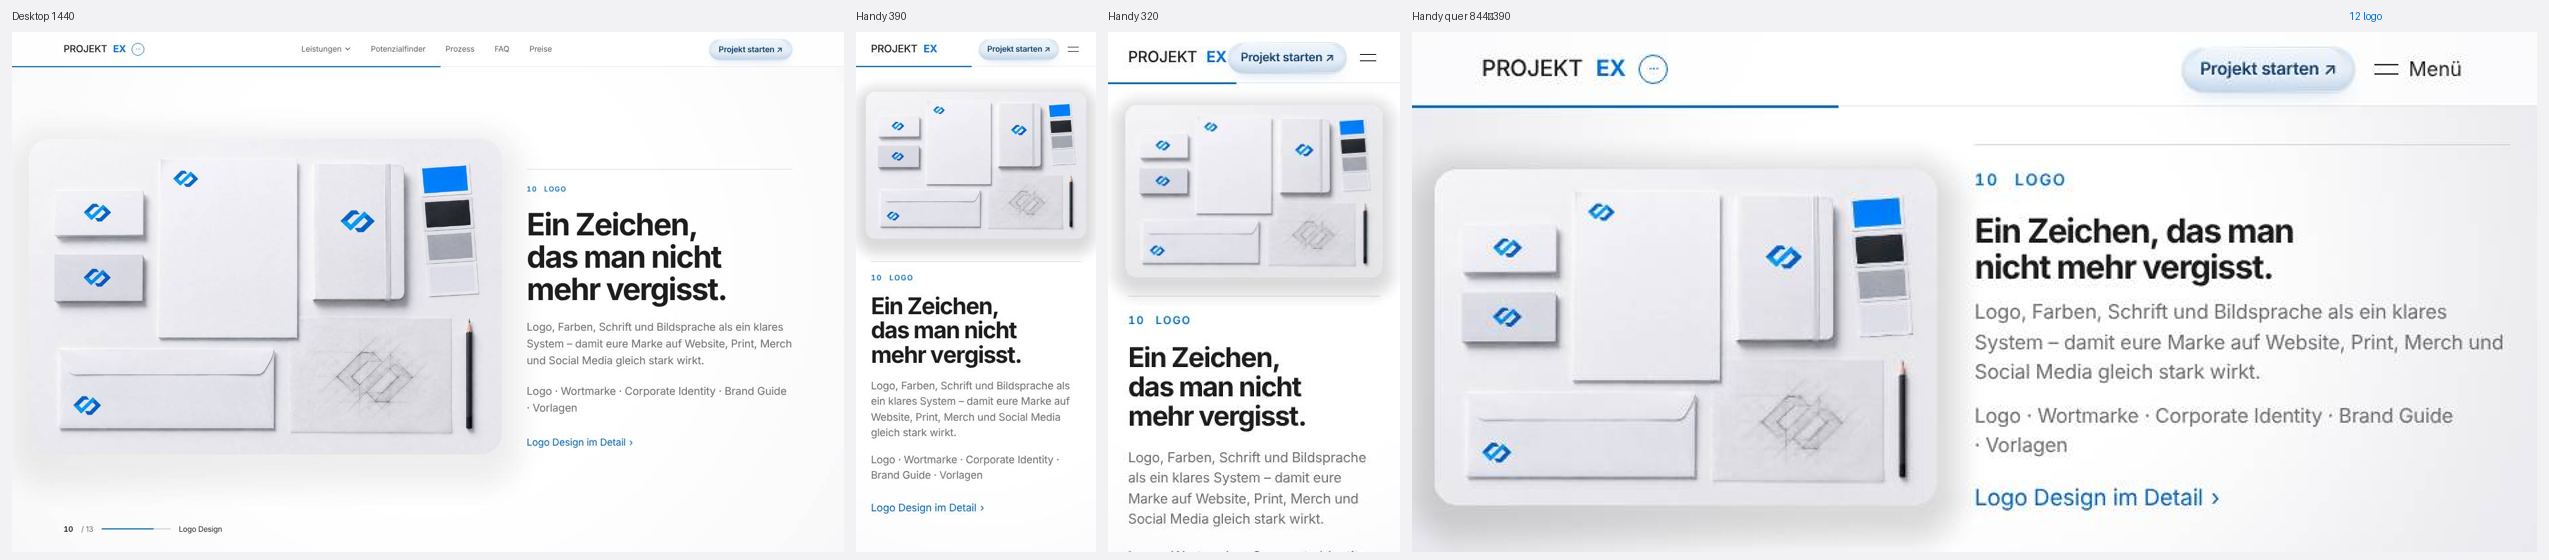 Desktop 1440
PROJEKT EX
Leistungen
Potenzialfinder
Prozess
FAQ
Preise
Projekt starten ↗
10 LOGO
Ein Zeichen,
das man nicht
mehr vergisst.
Logo, Farben, Schrift und Bildsprache als ein klares
System – damit eure Marke auf Website, Print, Merch
und Social Media gleich stark wirkt.
Logo · Wortmarke · Corporate Identity · Brand Guide
· Vorlagen
Logo Design im Detail ›
10 / 13
Logo Design
Handy 390
PROJEKT EX
Projekt starten ↗
10 LOGO
Ein Zeichen,
das man nicht
mehr vergisst.
Logo, Farben, Schrift und Bildsprache als
ein klares System – damit eure Marke auf
Website, Print, Merch und Social Media
gleich stark wirkt.
Logo · Wortmarke · Corporate Identity ·
Brand Guide · Vorlagen
Logo Design im Detail ›
Handy 320
PROJEKT EX
Projekt starten ↗
10 LOGO
Ein Zeichen,
das man nicht
mehr vergisst.
Logo, Farben, Schrift und Bildsprache
als ein klares System – damit eure
Marke auf Website, Print, Merch und
Social Media gleich stark wirkt.
Handy quer 844 390
12 logo
PROJEKT EX
Projekt starten ↗
Menü
10 LOGO
Ein Zeichen, das man
nicht mehr vergisst.
Logo, Farben, Schrift und Bildsprache als ein klares
System – damit eure Marke auf Website, Print, Merch und
Social Media gleich stark wirkt.
Logo · Wortmarke · Corporate Identity · Brand Guide
· Vorlagen
Logo Design im Detail ›